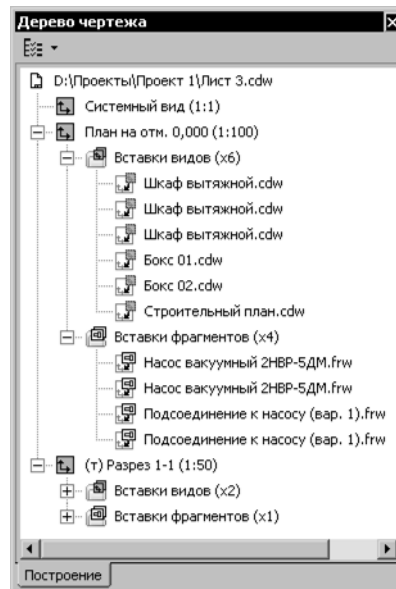 Дерево чертежа
D:\Проекты\Проект 1\Лист 3.cdw
Системный вид (1:1)
План на отм. 0,000 (1:100)
Вставки видов (x6)
Шкаф вытяжной.cdw
Шкаф вытяжной.cdw
Шкаф вытяжной.cdw
Бокс 01.cdw
Бокс 02.cdw
Строительный план.cdw
Вставки фрагментов (x4)
Насос вакуумный 2НВР-5ДМ.frw
Насос вакуумный 2НВР-5ДМ.frw
Подсоединение к насосу (вар. 1).frw
Подсоединение к насосу (вар. 1).frw
(т) Разрез 1-1 (1:50)
Вставки видов (x2)
Вставки фрагментов (x1)
Построение